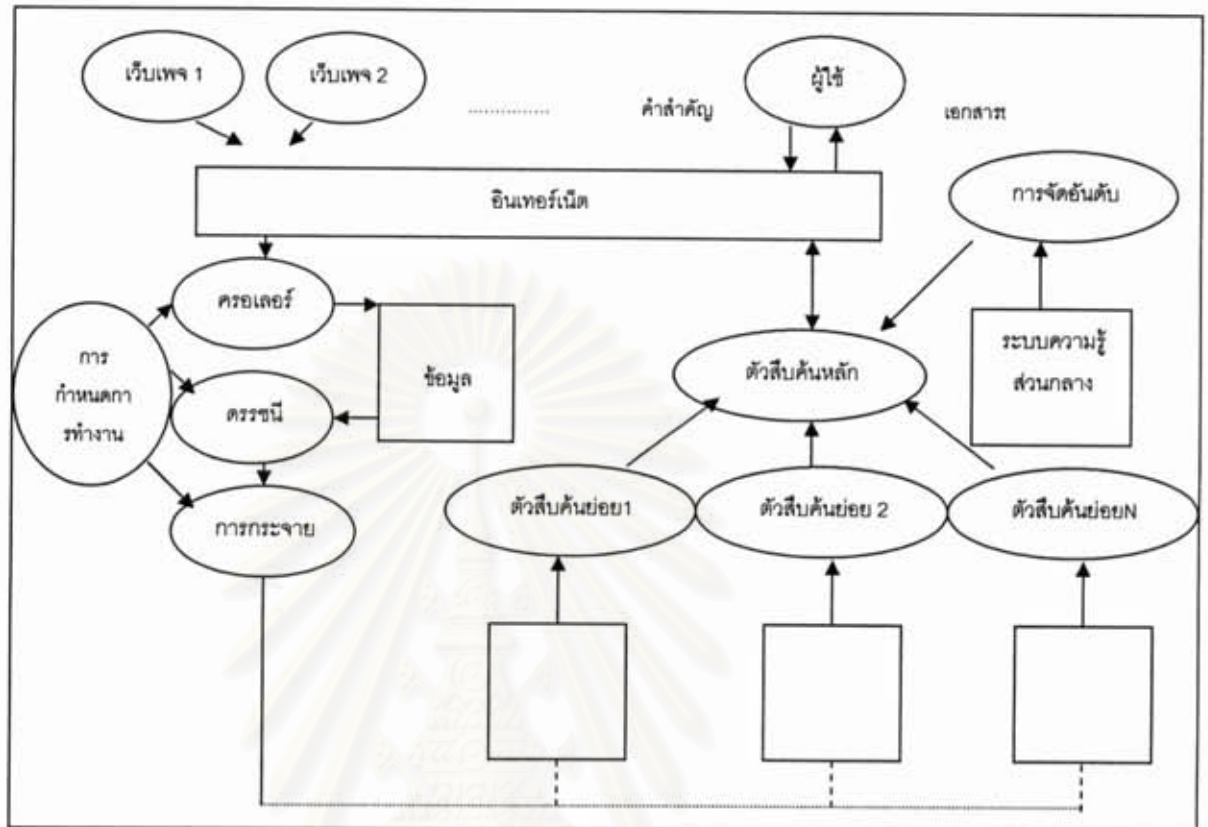 เว็บเพจ 1
เว็บเพจ 2
ผู้ใช้
...............
คำสำคัญ
เอกสาร
อินเทอร์เน็ต
การจัดอันดับ
ครอเลอร์
การ
กำหนดกา
รทำงาน
ข้อมูล
ตัวสืบค้นหลัก
ระบบความรู้
ส่วนกลาง
ดรรชนี
การกระจาย
ตัวสืบค้นย่อย1
ตัวสืบค้นย่อย 2
ตัวสืบค้นย่อยN